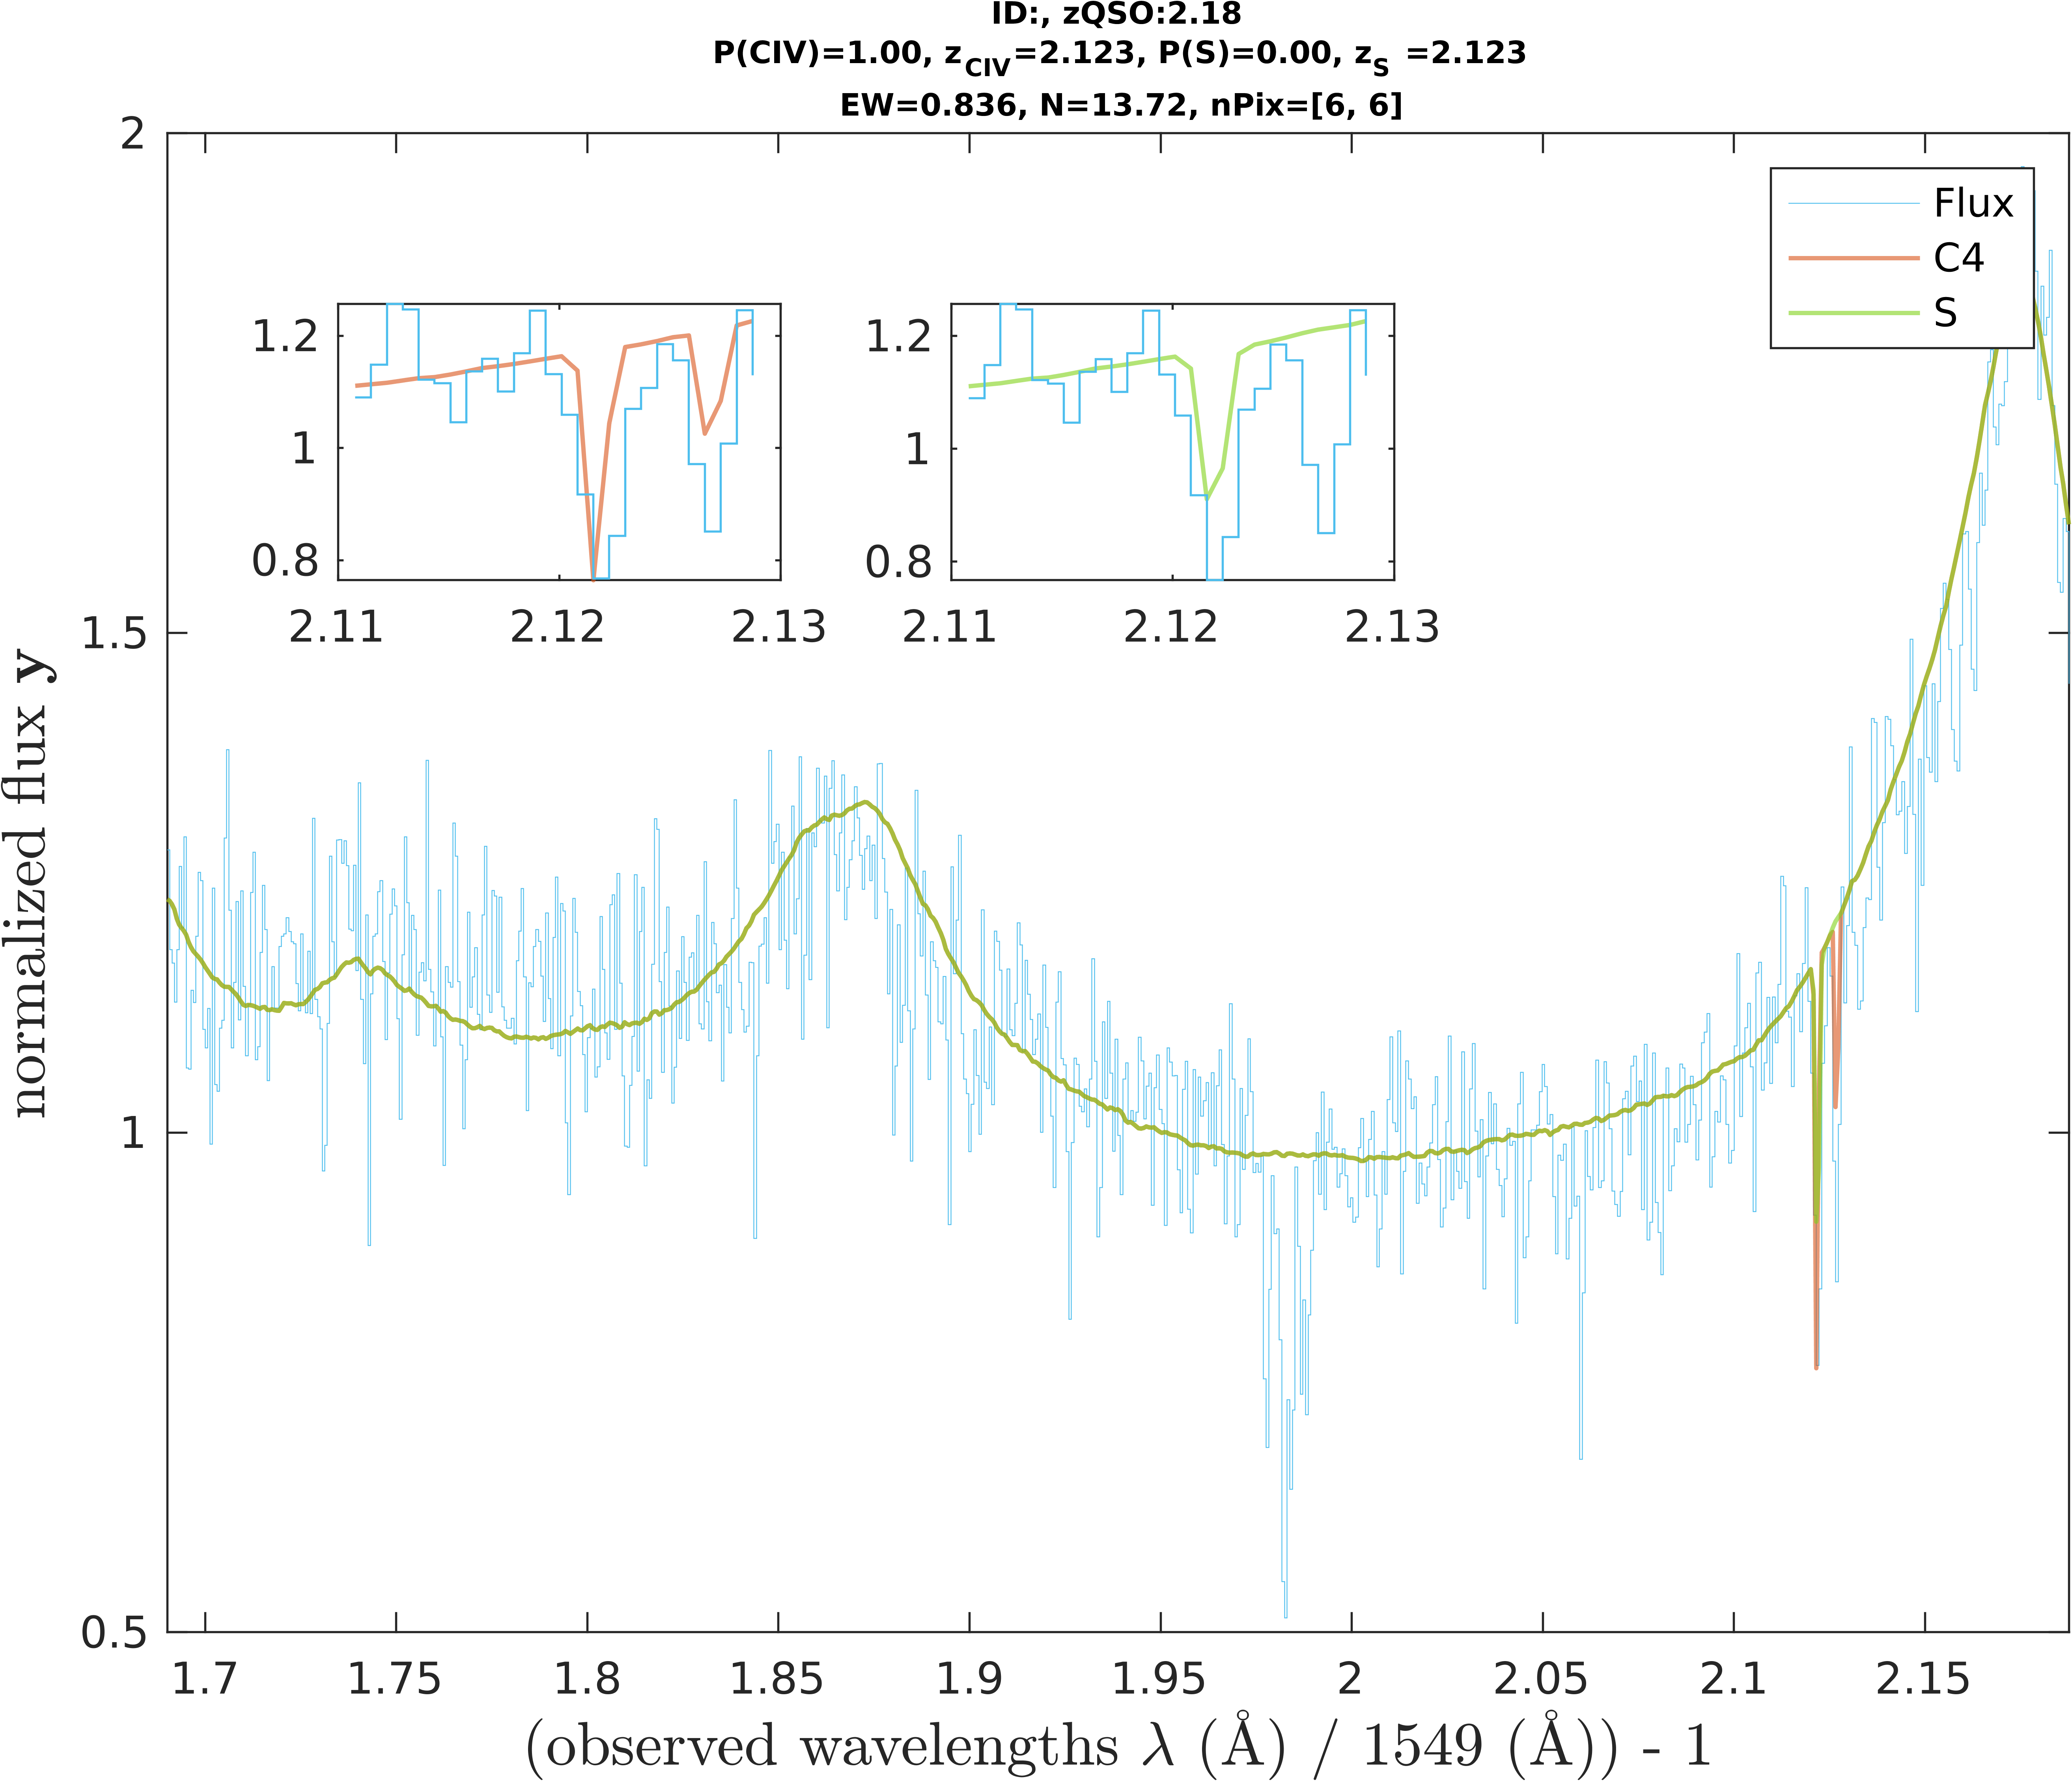 ID:, zQSO:2.18
P(CIV)=1.00, z_CIV=2.123, P(S)=0.00, z_S =2.123
EW=0.836, N=13.72, nPix=[6, 6]
2
Flux
C4
S
1.2
1
0.8
2.11 2.12 2.13
1.2
1
0.8
2.11 2.12 2.13
1.5
1
0.5
normalized flux y
1.7 1.75 1.8 1.85 1.9 1.95 2 2.05 2.1 2.15
(observed wavelengths λ (Å) / 1549 (Å)) - 1